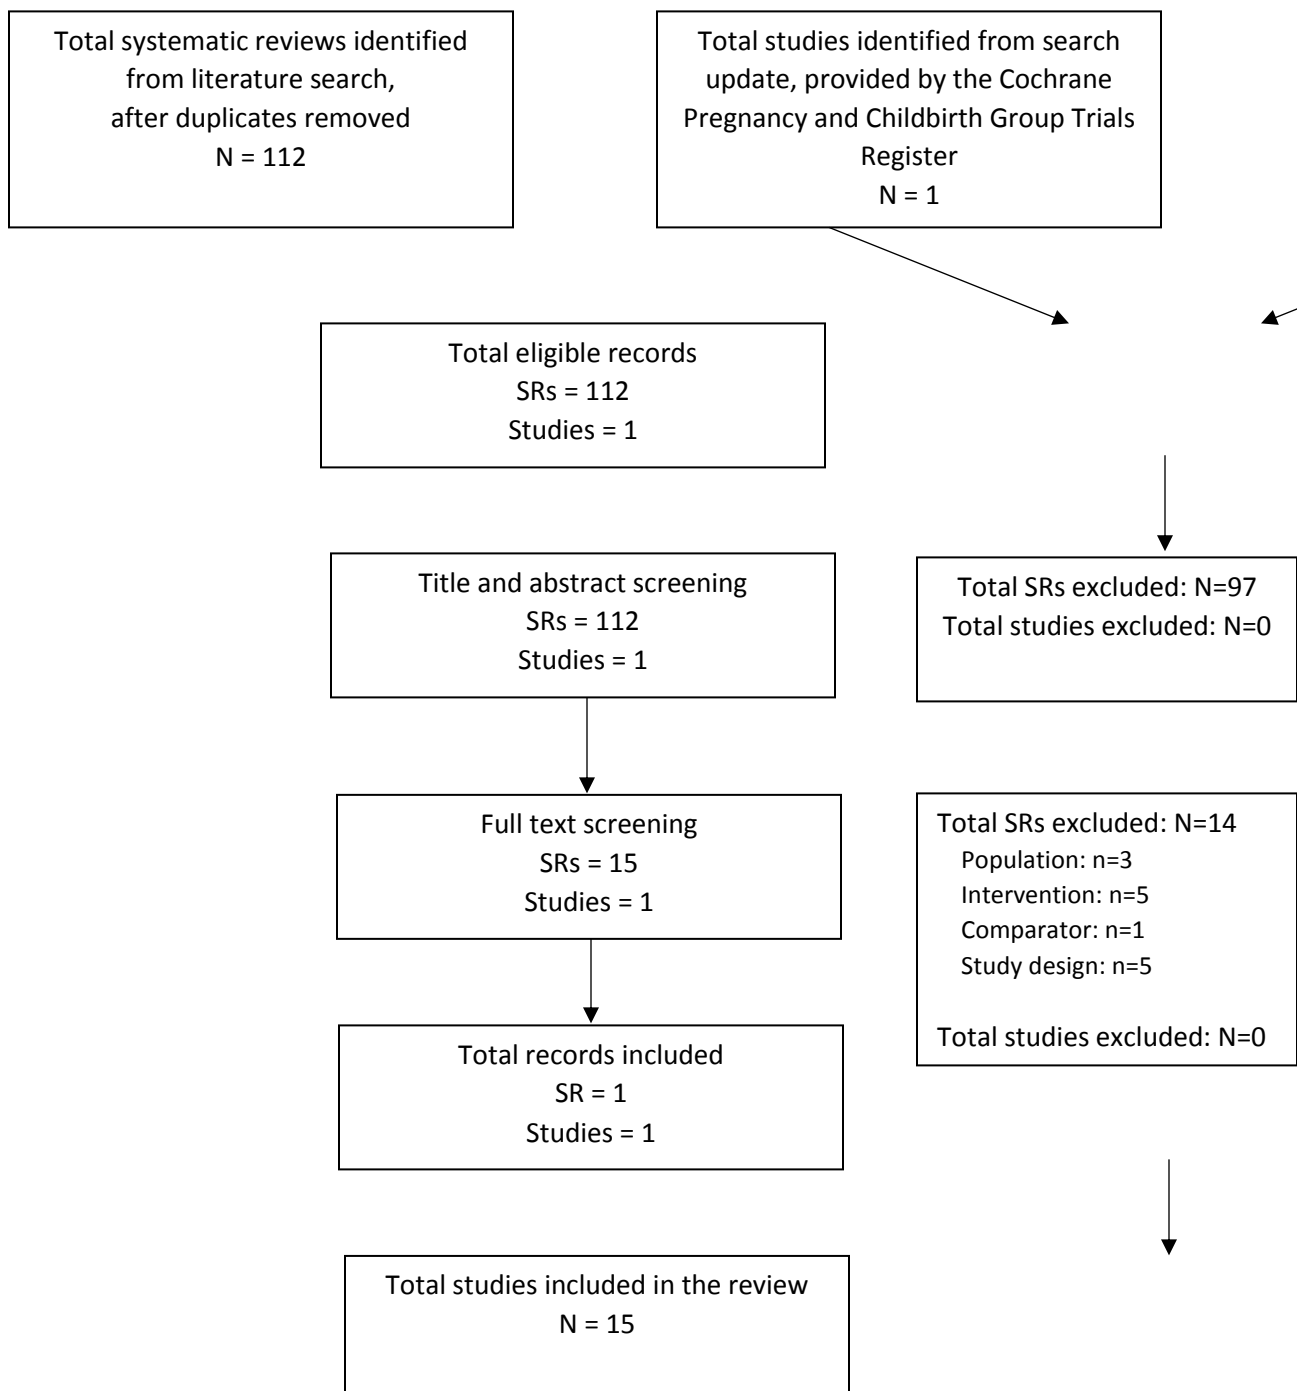 Total systematic reviews identified
from literature search,
after duplicates removed
N = 112
Total studies identified from search
update, provided by the Cochrane
Pregnancy and Childbirth Group Trials
Register
N = 1
Total eligible records
SRs = 112
Studies = 1
Title and abstract screening
SRs = 112
Studies = 1
Total SRs excluded: N=97
Total studies excluded: N=0
Full text screening
SRs = 15
Studies = 1
Total SRs excluded: N=14
Population: n=3
Intervention: n=5
Comparator: n=1
Study design: n=5
Total studies excluded: N=0
Total records included
SR = 1
Studies = 1
Total studies included in the review
N = 15